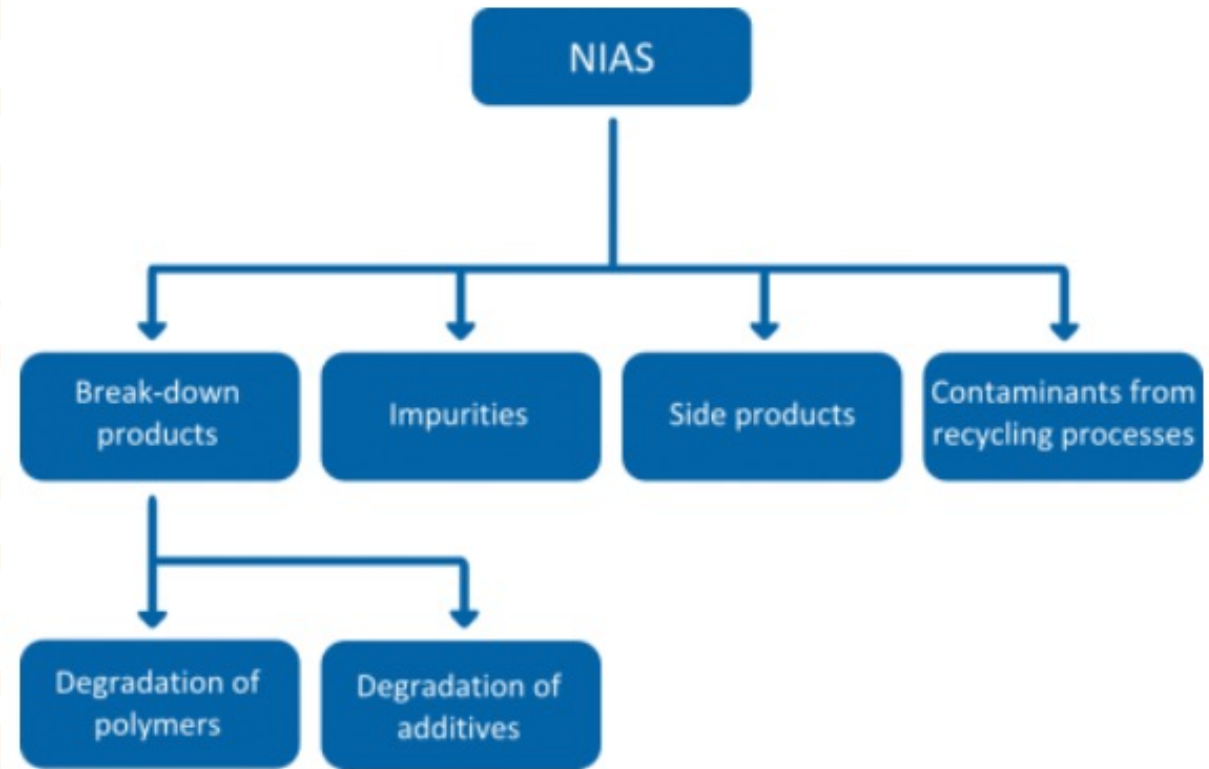 NIAS
Break-down
products
Impurities
Side products
Contaminants from
recycling processes
Degradation of
polymers
Degradation of
additives